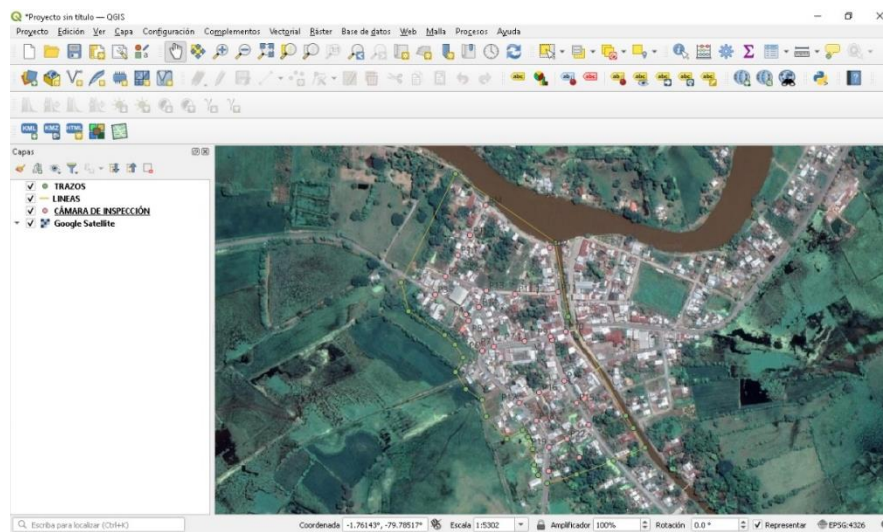 *Proyecto sin título — QGIS
Proyecto Edición Ver Capa Configuración Complementos Vectorial Ráster Base de datos Web Malla Procesos Ayuda
KML KMZ HTML
Capas
TRAZOS
LINEAS
CÁMARA DE INSPECCIÓN
Google Satellite
Escriba para localizar (Ctrl+K) Coordenada -1.76143°, -79.78517° Escala 1:5302 Amplificador 100% Rotación 0.0 ° Representar EPSG:4326